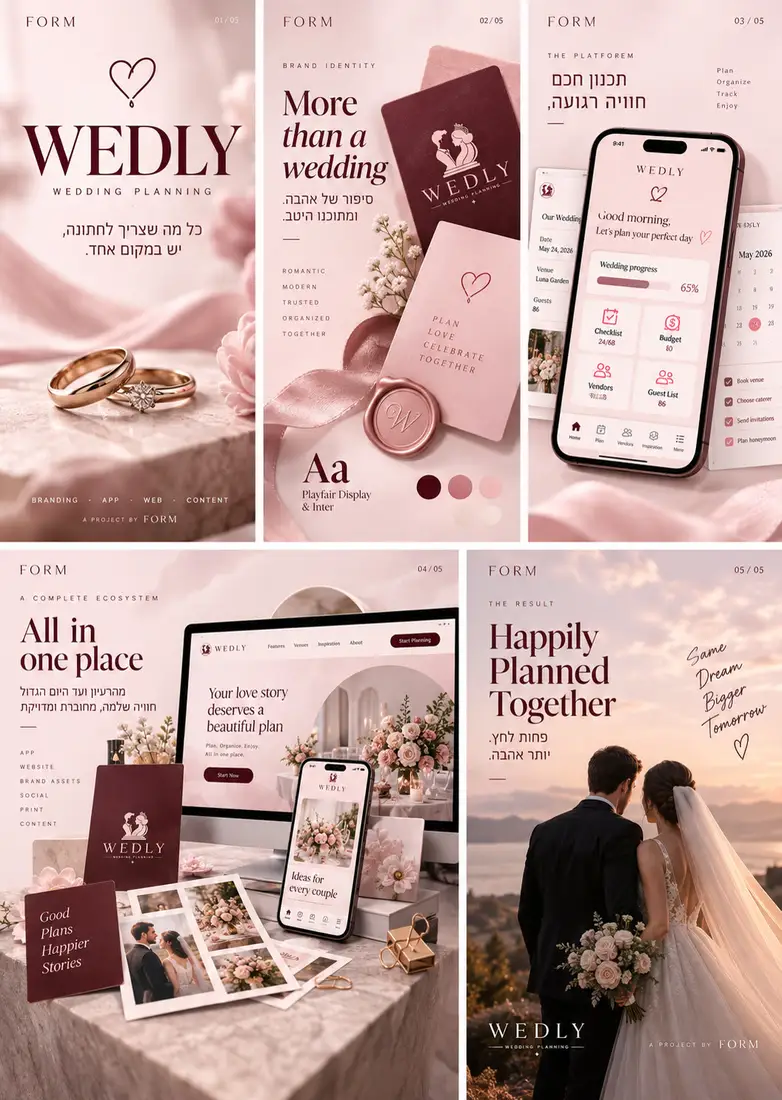 FORM
01/05
WEDLY
WEDDING PLANNING
כל מה שצריך לחתונה,
יש במקום אחד.
BRANDING - APP - WEB - CONTENT
A PROJECT BY FORM
FORM
02/05
BRAND IDENTITY
More
than a
wedding
סיפור של אהבה.
ומתוכנו היטב.
ROMANTIC
MODERN
TRUSTED
ORGANIZED
TOGETHER
WEDLY
WEDDING PLANNING
PLAN
LOVE
CELEBRATE
TOGETHER
W
Aa
Playfair Display
& Inter
FORM
03/05
THE PLATFOREM
תכנון חכם
חוויה רגועה,
Plan
Organize
Track
Enjoy
Our Wedding
Date
May 24, 2026
Venue
Luna Garden
Guests
86
9:41
WEDLY
Good morning,
Let's plan your perfect day
Wedding progress
65%
Checklist
24/68
Budget
Vendors
Guest List
86
Home
Plan
Vendors
Inspiration
More
May 2026
Book venue
Choose caterer
Send invitations
Plan honeymoon
FORM
04/05
A COMPLETE ECOSYSTEM
All in
one place
מהרעיון ועד היום הגדול
חוויה שלמה, מחוברת ומדויקת
APP
WEBSITE
BRAND ASSETS
SOCIAL
PRINT
CONTENT
WEDLY
Features
Venues
Inspiration
About
Start Planning
Your love story
deserves a
beautiful plan
Plan, Organize. Enjoy.
All in one place.
Start Now
WEDLY
WEDDING PLANNING
Good
Plans
Happier
Stories
WEDLY
Ideas for
every couple
FORM
05/05
THE RESULT
Happily
Planned
Together
פחות לחץ.
יותר אהבה.
Same
Dream
Bigger
Tomorrow
WEDLY
WEDDING PLANNING
A PROJECT BY FORM